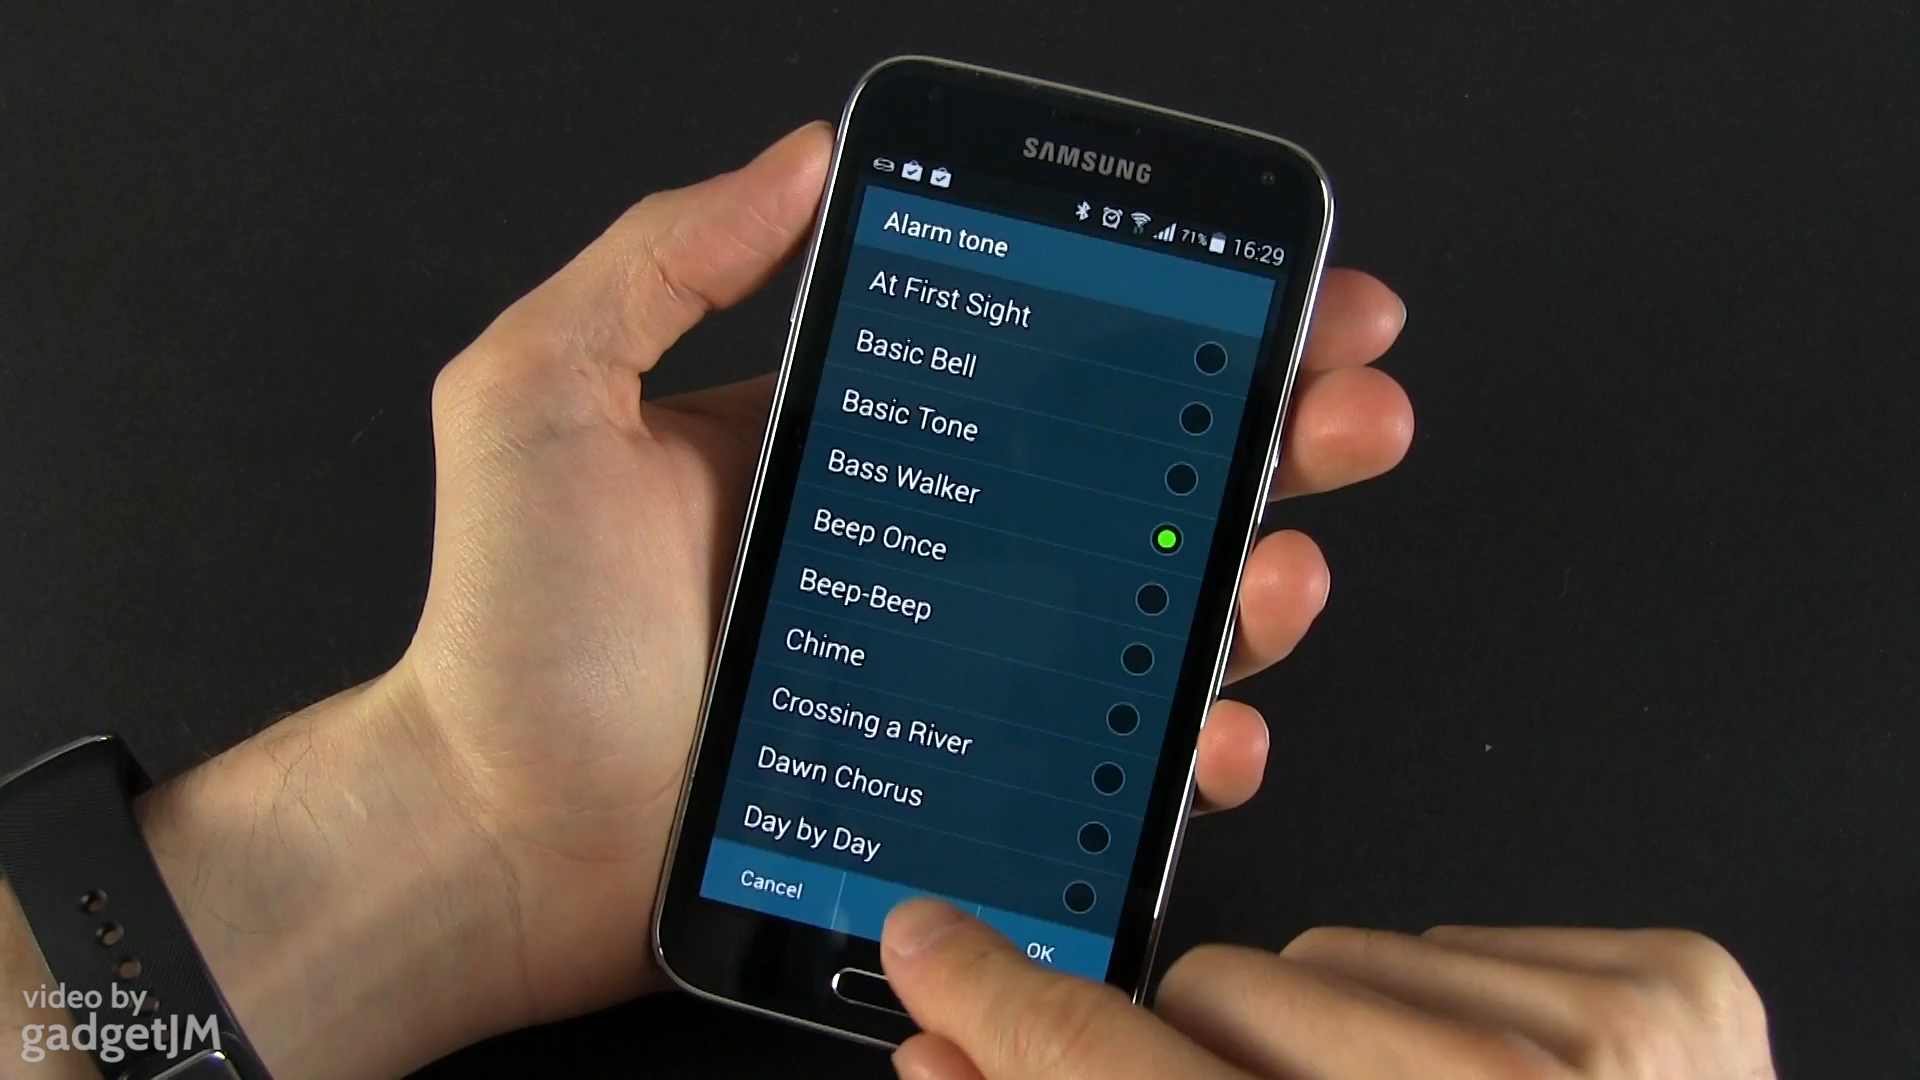 SAMSUNG
71% 16:29
Alarm tone
At First Sight
Basic Bell
Basic Tone
Bass Walker
Beep Once
Beep-Beep
Chime
Crossing a River
Dawn Chorus
Day by Day
Cancel
OK
video by
gadgetJM